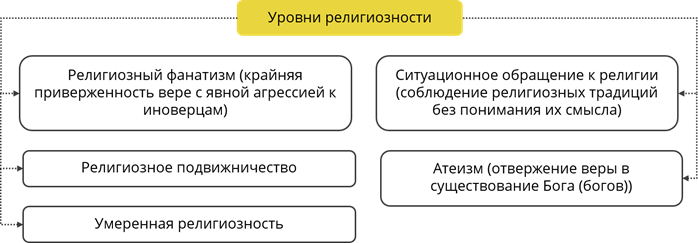 Уровни религиозности
Религиозный фанатизм (крайняя
приверженность вере с явной агрессией к
иноверцам)
Религиозное подвижничество
Умеренная религиозность
Ситуационное обращение к религии
(соблюдение религиозных традиций
без понимания их смысла)
Атеизм (отвержение веры в
существование Бога (богов))